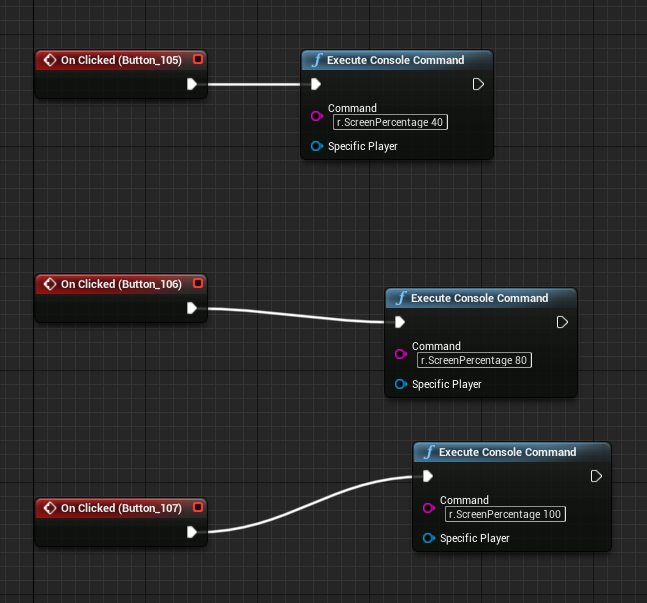 On Clicked (Button_105)
Execute Console Command
Command
r.ScreenPercentage 40
Specific Player
On Clicked (Button_106)
Execute Console Command
Command
r.ScreenPercentage 80
Specific Player
On Clicked (Button_107)
Execute Console Command
Command
r.ScreenPercentage 100
Specific Player